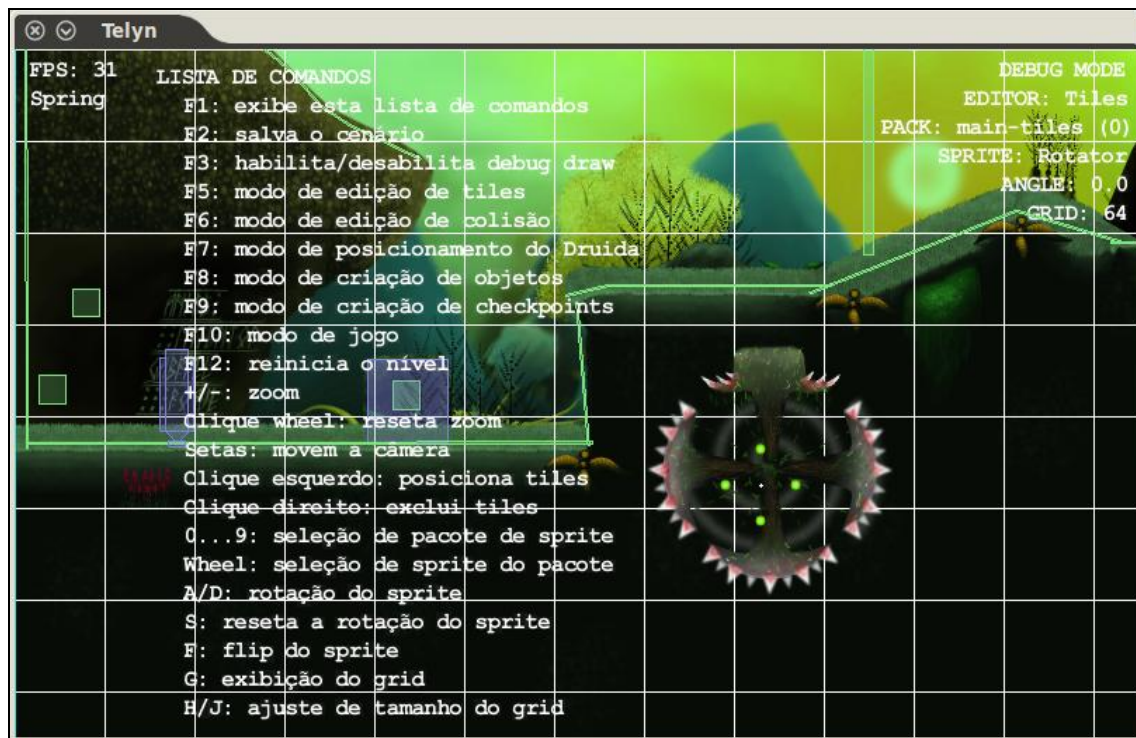 Telyn
FPS: 31
Spring
LISTA DE COMANDOS
F1: exibe esta lista de comandos
F2: salva o cenário
F3: habilita/desabilita debug draw
F5: modo de edição de tiles
F6: modo de edição de colisão
F7: modo de posicionamento do Druida
F8: modo de criação de objetos
F9: modo de criação de checkpoints
F10: modo de jogo
F12: reinicia o nível
+/-: zoom
Clique wheel: reseta zoom
Setas: movem a câmera
Clique esquerdo: posiciona tiles
Clique direito: exclui tiles
0...9: seleção de pacote de sprite
Wheel: seleção de sprite do pacote
A/D: rotação do sprite
S: reseta a rotação do sprite
F: flip do sprite
G: exibição do grid
H/J: ajuste de tamanho do grid
DEBUG MODE
EDITOR: Tiles
PACK: main-tiles (0)
SPRITE: Rotator
ANGLE: 0.0
GRID: 64